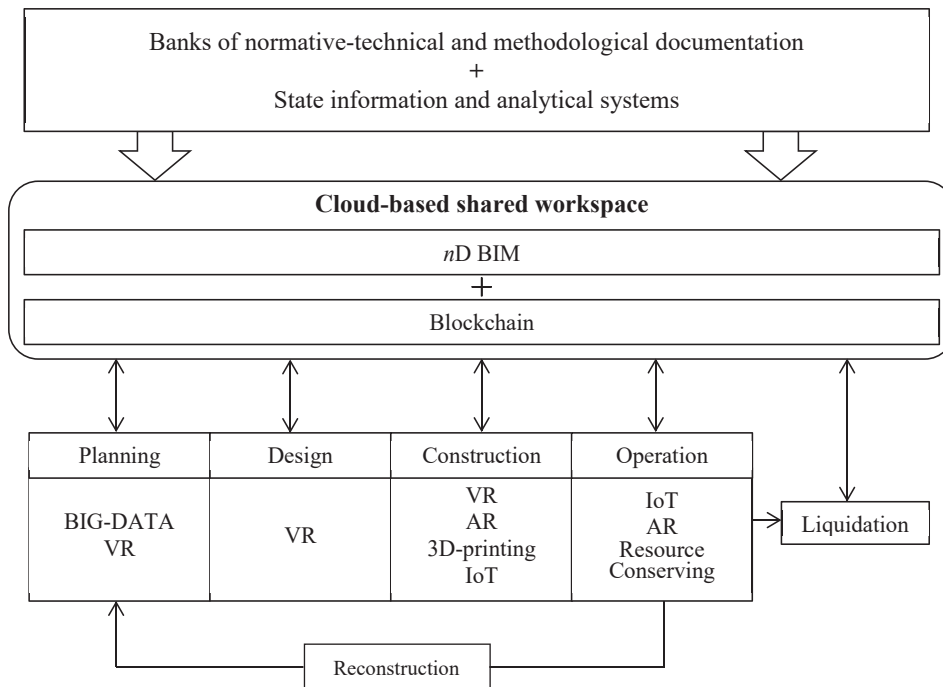 Banks of normative-technical and methodological documentation
+
State information and analytical systems
Cloud-based shared workspace
nD BIM
+
Blockchain
Planning
Design
Construction
Operation
BIG-DATA
VR
VR
VR
AR
3D-printing
IoT
IoT
AR
Resource
Conserving
Liquidation
Reconstruction